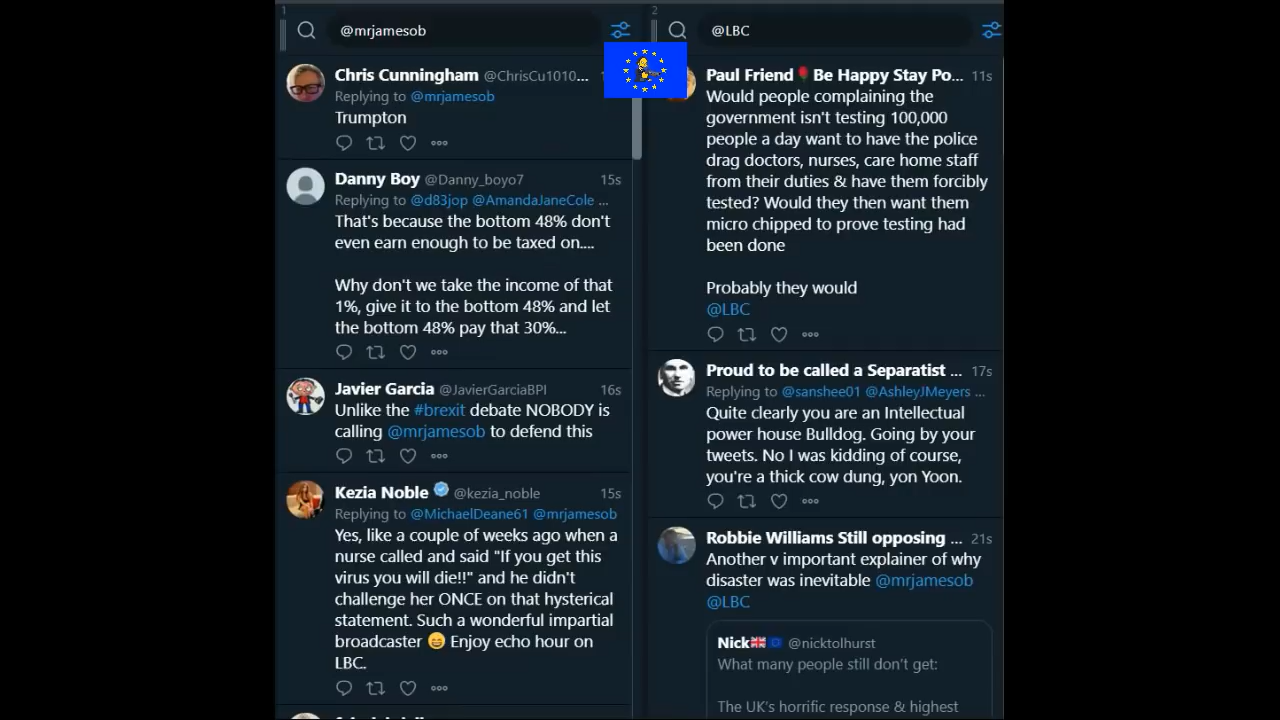 1
@mrjamesob
Chris Cunningham @ChrisCu1010...
Replying to @mrjamesob
Trumpton
Danny Boy @Danny_boyo7 15s
Replying to @d83jop @AmandaJaneCole ...
That's because the bottom 48% don't
even earn enough to be taxed on....
Why don't we take the income of that
1%, give it to the bottom 48% and let
the bottom 48% pay that 30%...
Javier Garcia @JavierGarciaBPI 16s
Unlike the #brexit debate NOBODY is
calling @mrjamesob to defend this
Kezia Noble @kezia_noble 15s
Replying to @MichaelDeane61 @mrjamesob
Yes, like a couple of weeks ago when a
nurse called and said "If you get this
virus you will die!!" and he didn't
challenge her ONCE on that hysterical
statement. Such a wonderful impartial
broadcaster 😄 Enjoy echo hour on
LBC.
2
@LBC
Paul Friend🌹Be Happy Stay Po... 11s
Would people complaining the
government isn't testing 100,000
people a day want to have the police
drag doctors, nurses, care home staff
from their duties & have them forcibly
tested? Would they then want them
micro chipped to prove testing had
been done
Probably they would
@LBC
Proud to be called a Separatist ... 17s
Replying to @sanshee01 @AshleyJMeyers ...
Quite clearly you are an Intellectual
power house Bulldog. Going by your
tweets. No I was kidding of course,
you're a thick cow dung, yon Yoon.
Robbie Williams Still opposing ... 21s
Another v important explainer of why
disaster was inevitable @mrjamesob
@LBC
Nick🇬🇧🇪🇺 @nicktolhurst
What many people still don't get:
The UK's horrific response & highest